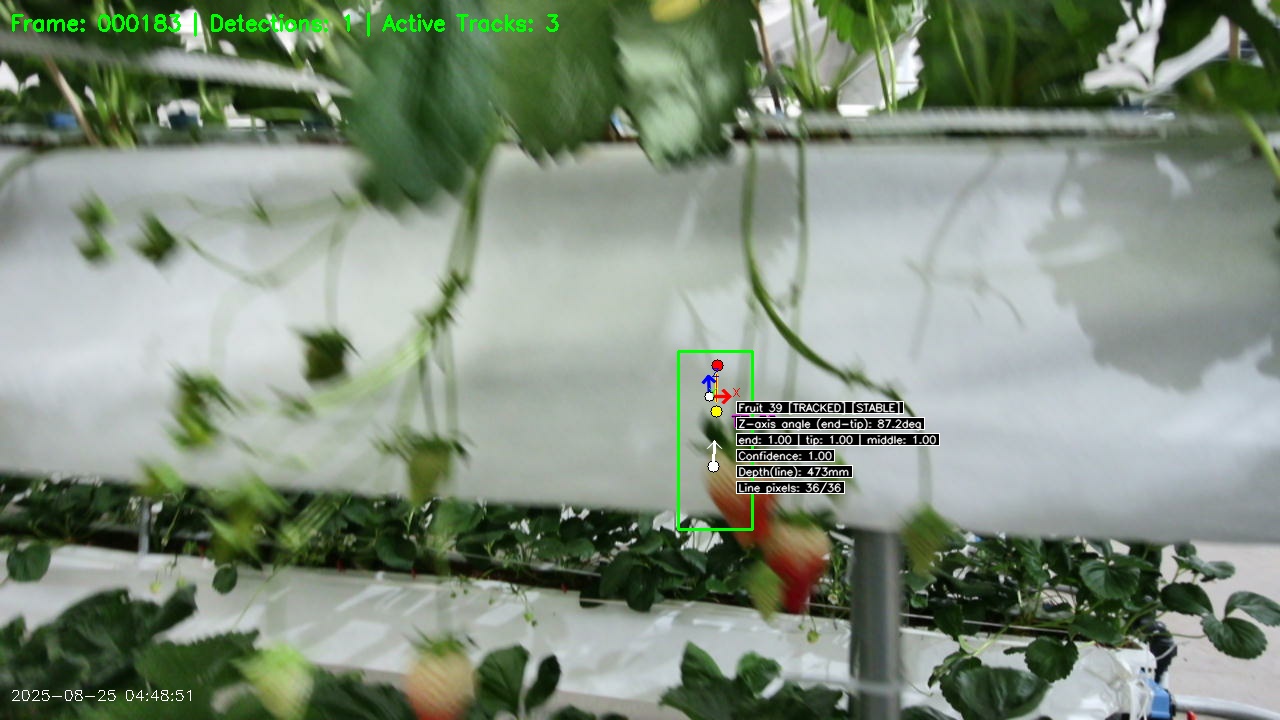 Frame: 000183 | Detections: 1 | Active Tracks: 3
X
Fruit 39 [TRACKED] [STABLE]
Z-axis angle (end-tip): 87.2deg
end: 1.00 | tip: 1.00 | middle: 1.00
Confidence: 1.00
Depth(line): 473mm
Line pixels: 36/36
2025-08-25 04:48:51